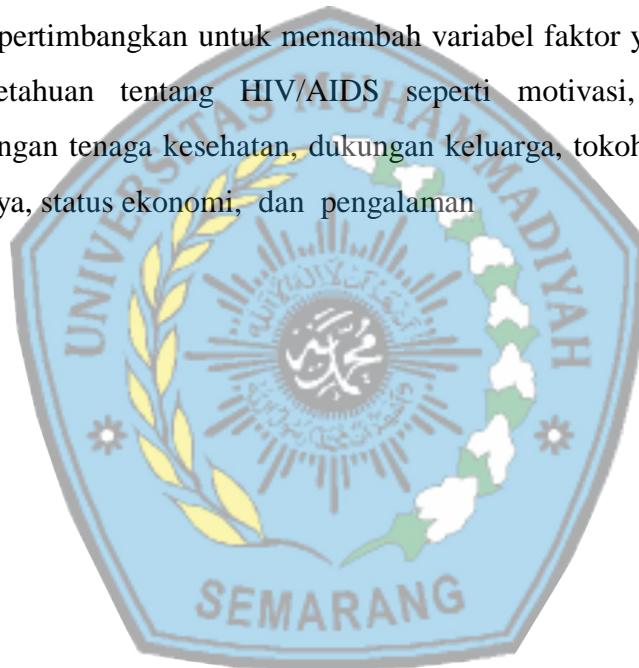 pertimbangkan untuk menambah variabel faktor y
etahuan tentang HIV/AIDS seperti motivasi,
ngan tenaga kesehatan, dukungan keluarga, tokoh
ya, status ekonomi, dan pengalaman
UNIVERSITAS MUHAMMADIYAH
SEMARANG